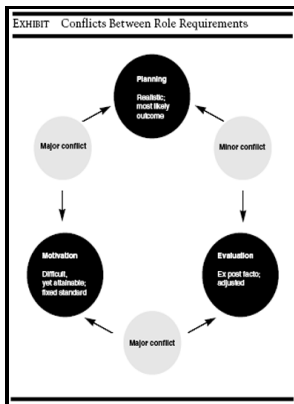 EXHIBIT Conflicts Between Role Requirements
Planning
Realistic;
most likely
outcome
Major conflict
Minor conflict
Motivation
Difficult,
yet attainable;
fixed standard
Evaluation
Ex post facto;
adjusted
Major conflict